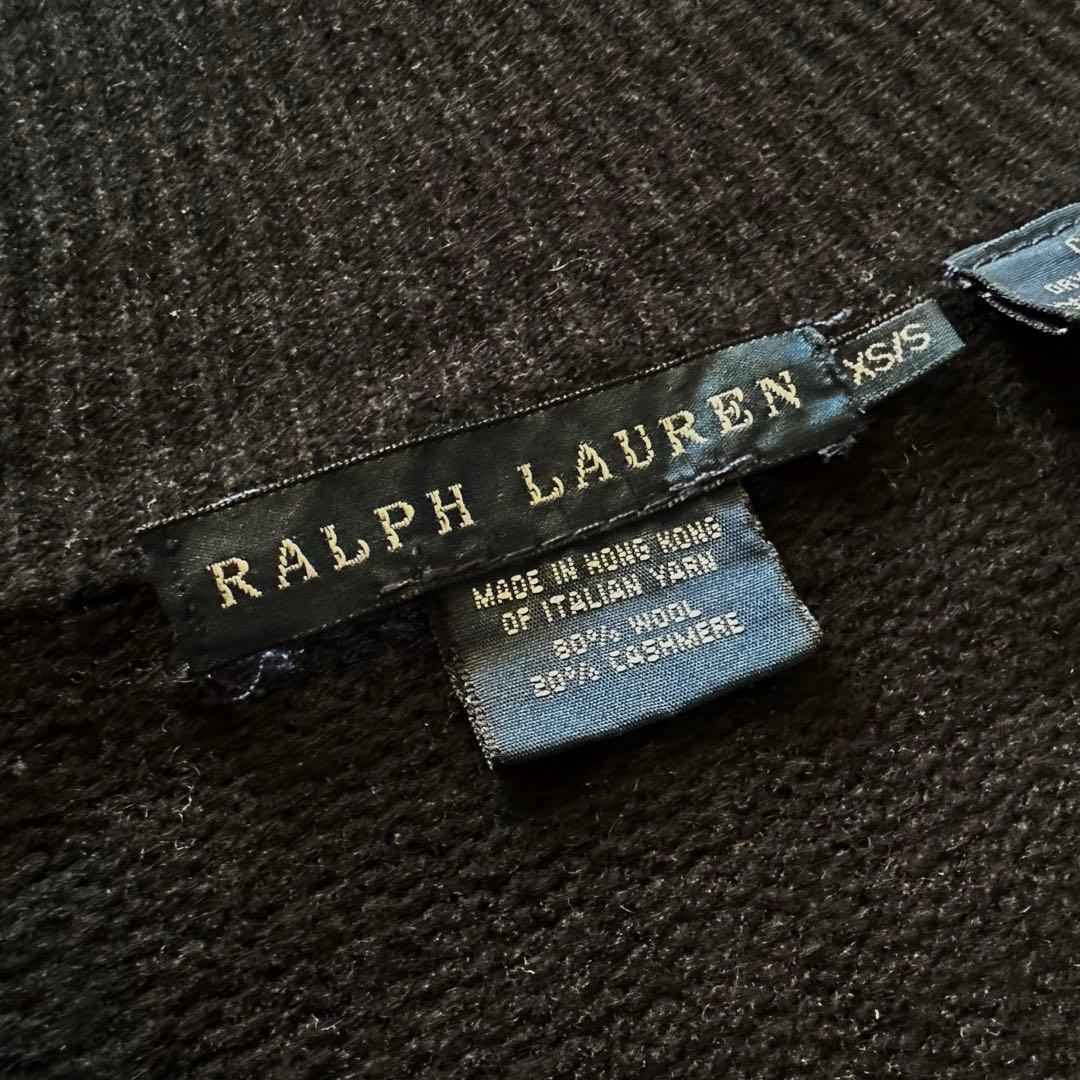 RALPH LAUREN
XS/S
MADE IN HONG KONG
OF ITALIAN YARN
80% WOOL
20% CASHMERE